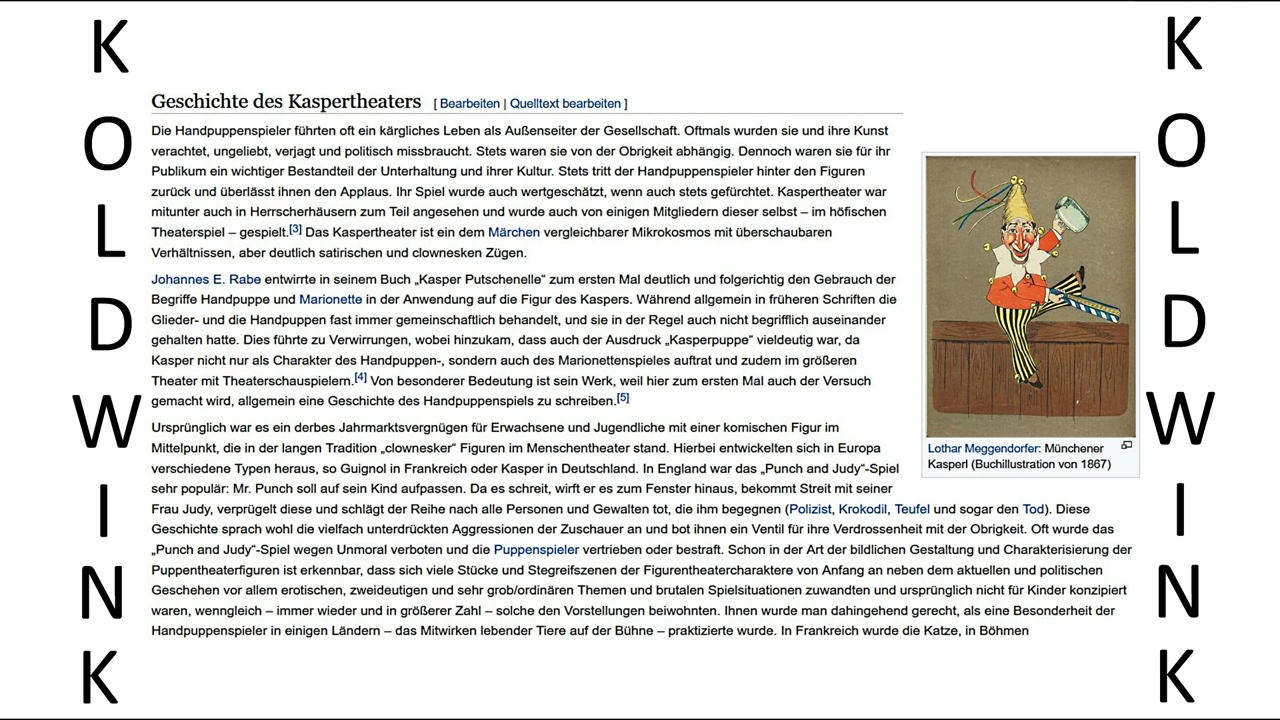 K
O
L
D
W
I
N
K
Geschichte des Kaspertheaters [ Bearbeiten | Quelltext bearbeiten ]
Die Handpuppenspieler führten oft ein kärgliches Leben als Außenseiter der Gesellschaft. Oftmals wurden sie und ihre Kunst
verachtet, ungeliebt, verjagt und politisch missbraucht. Stets waren sie von der Obrigkeit abhängig. Dennoch waren sie für ihr
Publikum ein wichtiger Bestandteil der Unterhaltung und ihrer Kultur. Stets tritt der Handpuppenspieler hinter den Figuren
zurück und überlässt ihnen den Applaus. Ihr Spiel wurde auch wertgeschätzt, wenn auch stets gefürchtet. Kaspertheater war
mitunter auch in Herrscherhäusern zum Teil angesehen und wurde auch von einigen Mitgliedern dieser selbst – im höfischen
Theaterspiel – gespielt.[3] Das Kaspertheater ist ein dem Märchen vergleichbarer Mikrokosmos mit überschaubaren
Verhältnissen, aber deutlich satirischen und clownesken Zügen.
Johannes E. Rabe entwirrte in seinem Buch „Kasper Putschenelle“ zum ersten Mal deutlich und folgerichtig den Gebrauch der
Begriffe Handpuppe und Marionette in der Anwendung auf die Figur des Kaspers. Während allgemein in früheren Schriften die
Glieder- und die Handpuppen fast immer gemeinschaftlich behandelt, und sie in der Regel auch nicht begrifflich auseinander
gehalten hatte. Dies führte zu Verwirrungen, wobei hinzukam, dass auch der Ausdruck „Kasperpuppe“ vieldeutig war, da
Kasper nicht nur als Charakter des Handpuppen-, sondern auch des Marionettenspieles auftrat und zudem im größeren
Theater mit Theaterschauspielern.[4] Von besonderer Bedeutung ist sein Werk, weil hier zum ersten Mal auch der Versuch
gemacht wird, allgemein eine Geschichte des Handpuppenspiels zu schreiben.[5]
Ursprünglich war es ein derbes Jahrmarktsvergnügen für Erwachsene und Jugendliche mit einer komischen Figur im
Mittelpunkt, die in der langen Tradition „clownesker“ Figuren im Menschentheater stand. Hierbei entwickelten sich in Europa
verschiedene Typen heraus, so Guignol in Frankreich oder Kasper in Deutschland. In England war das „Punch and Judy“-Spiel
sehr populär: Mr. Punch soll auf sein Kind aufpassen. Da es schreit, wirft er es zum Fenster hinaus, bekommt Streit mit seiner
Frau Judy, verprügelt diese und schlägt der Reihe nach alle Personen und Gewalten tot, die ihm begegnen (Polizist, Krokodil, Teufel und sogar den Tod). Diese
Geschichte sprach wohl die vielfach unterdrückten Aggressionen der Zuschauer an und bot ihnen ein Ventil für ihre Verdrossenheit mit der Obrigkeit. Oft wurde das
„Punch and Judy“-Spiel wegen Unmoral verboten und die Puppenspieler vertrieben oder bestraft. Schon in der Art der bildlichen Gestaltung und Charakterisierung der
Puppentheaterfiguren ist erkennbar, dass sich viele Stücke und Stegreifszenen der Figurentheatercharaktere von Anfang an neben dem aktuellen und politischen
Geschehen vor allem erotischen, zweideutigen und sehr grob/ordinären Themen und brutalen Spielsituationen zuwandten und ursprünglich nicht für Kinder konzipiert
waren, wenngleich – immer wieder und in größerer Zahl – solche den Vorstellungen beiwohnten. Ihnen wurde man dahingehend gerecht, als eine Besonderheit der
Handpuppenspieler in einigen Ländern – das Mitwirken lebender Tiere auf der Bühne – praktizierte wurde. In Frankreich wurde die Katze, in Böhmen
Lothar Meggendorfer: Münchener
Kasperl (Buchillustration von 1867)
K
O
L
D
W
I
N
K